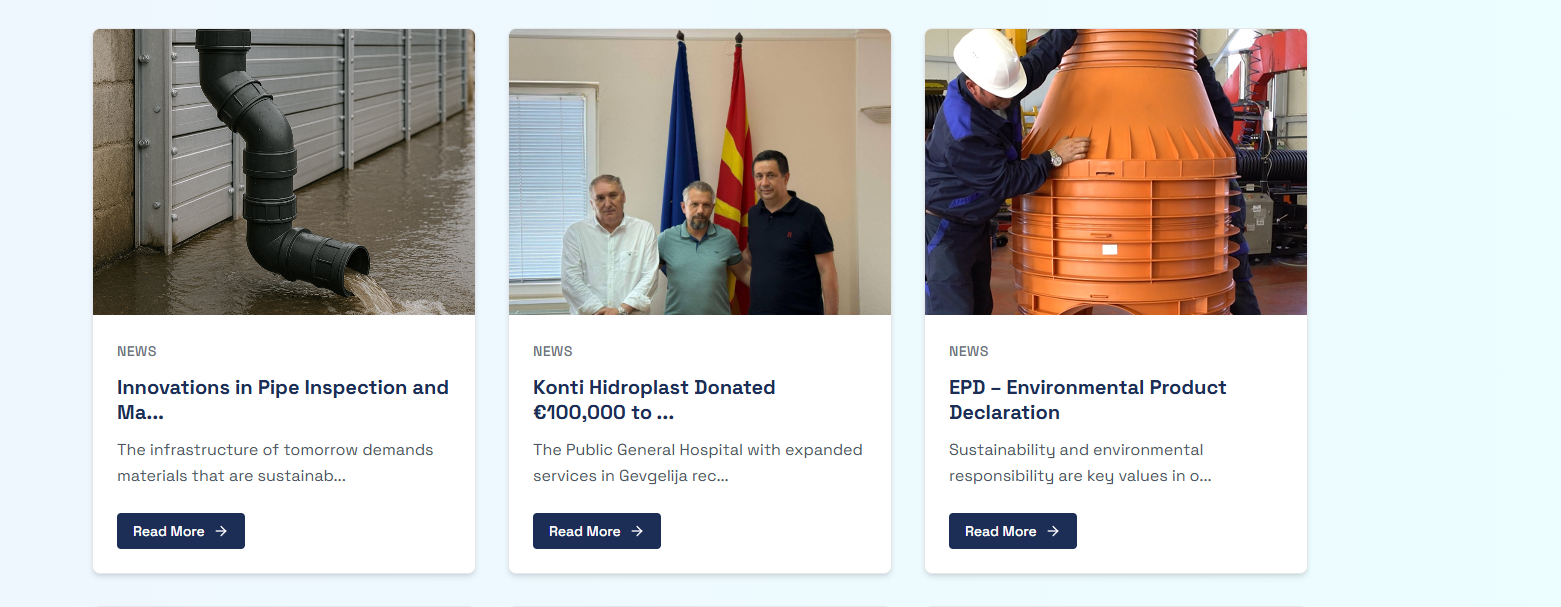 NEWS
Innovations in Pipe Inspection and
Ma...
The infrastructure of tomorrow demands
materials that are sustainab...
Read More
NEWS
Konti Hidroplast Donated
€100,000 to ...
The Public General Hospital with expanded
services in Gevgelija rec...
Read More
NEWS
EPD – Environmental Product
Declaration
Sustainability and environmental
responsibility are key values in o...
Read More